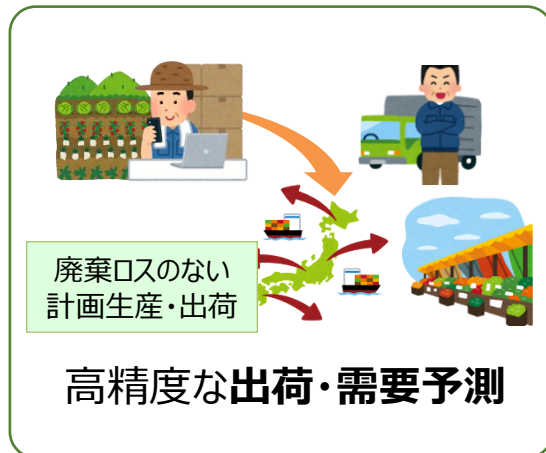 廃棄ロスのない
計画生産・出荷
高精度な出荷・需要予測